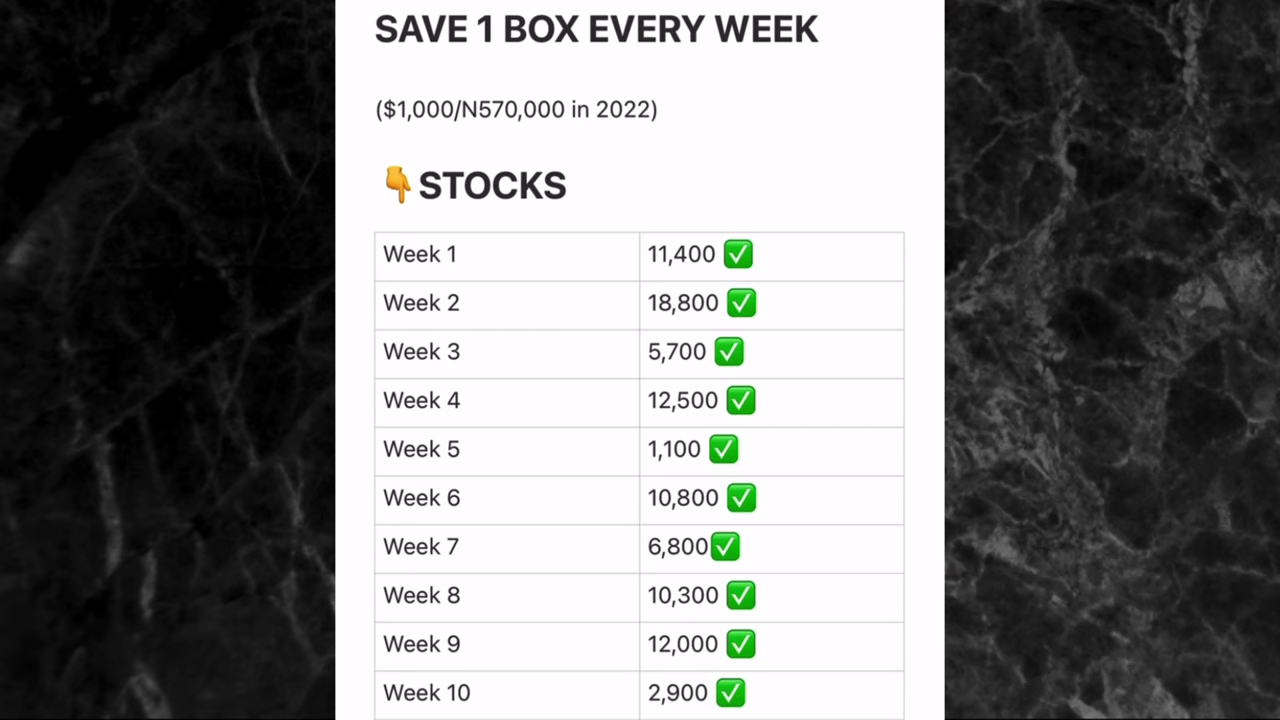 SAVE 1 BOX EVERY WEEK
($1,000/N570,000 in 2022)
👇STOCKS
Week 1 11,400 ✅
Week 2 18,800 ✅
Week 3 5,700 ✅
Week 4 12,500 ✅
Week 5 1,100 ✅
Week 6 10,800 ✅
Week 7 6,800✅
Week 8 10,300 ✅
Week 9 12,000 ✅
Week 10 2,900 ✅